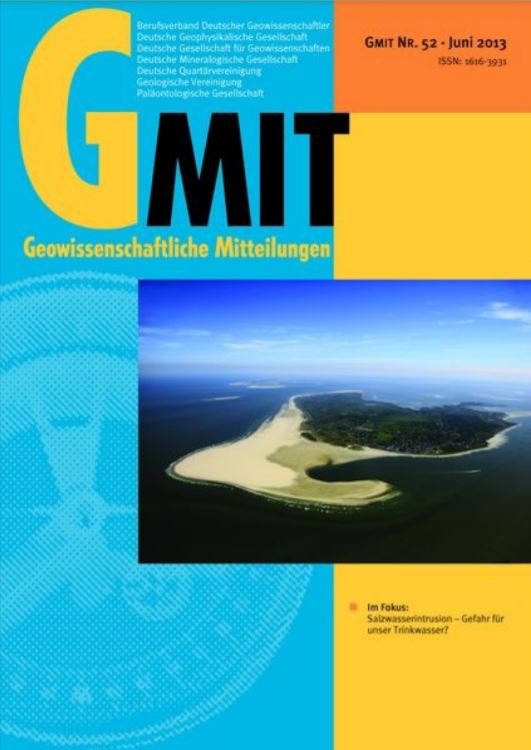 Berufsverband Deutscher Geowissenschaftler
Deutsche Geophysikalische Gesellschaft
Deutsche Gesellschaft für Geowissenschaften
Deutsche Mineralogische Gesellschaft
Deutsche Quartärvereinigung
Geologische Vereinigung
Paläontologische Gesellschaft
GMIT NR. 52 · Juni 2013
ISSN: 1616-3931
GMIT
Geowissenschaftliche Mitteilungen
Im Fokus:
Salzwasserintrusion – Gefahr für
unser Trinkwasser?